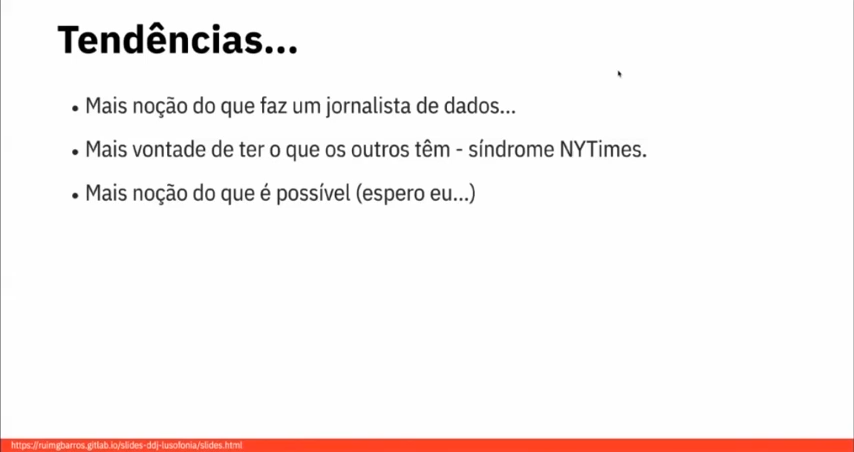 Tendências...
• Mais noção do que faz um jornalista de dados...
• Mais vontade de ter o que os outros têm - síndrome NYTimes.
• Mais noção do que é possível (espero eu...)
https://ruimgbarros.gitlab.io/slides-ddj-lusofonia/slides.html